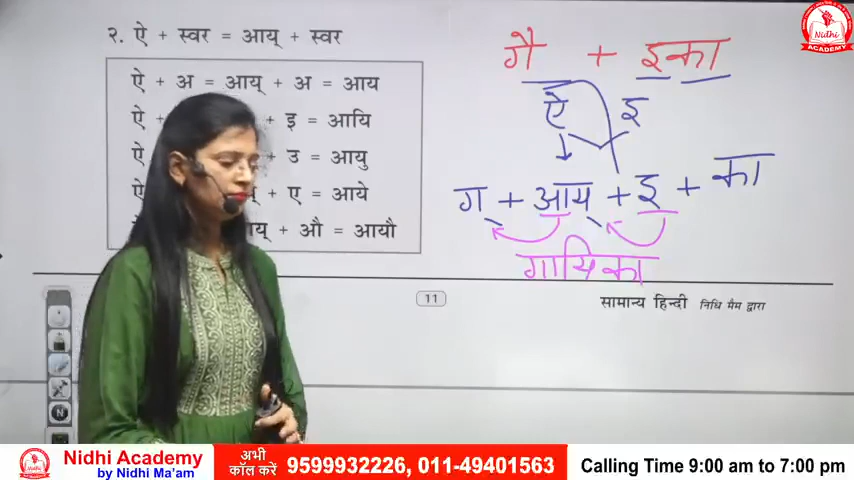 २. ऐ + स्वर = आय् + स्वर
ऐ + अ = आय् + अ = आय
ऐ + इ = आयि
ऐ + उ = आयु
ऐ + ए = आये
ऐ + औ = आयौ
11
सामान्य हिन्दी निधि मैम द्वारा
गै + इका
ऐ इ
ग् + आय् + इ + का
गायिका
Nidhi
ACADEMY
N
Nidhi Academy
by Nidhi Ma'am
अभी
कॉल करें
9599932226, 011-49401563
Calling Time 9:00 am to 7:00 pm